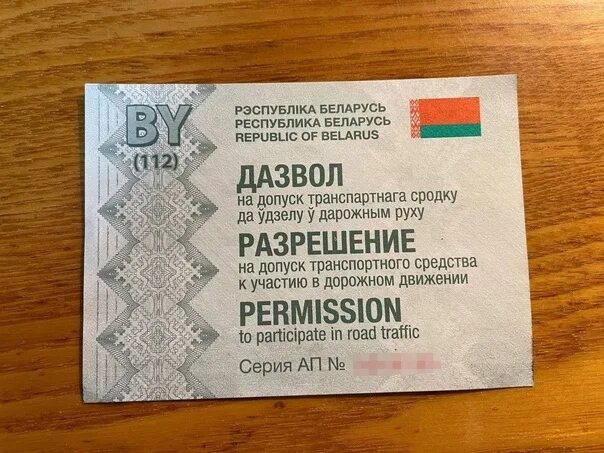 BY
(112)
РЭСПУБЛІКА БЕЛАРУСЬ
РЕСПУБЛИКА БЕЛАРУСЬ
REPUBLIC OF BELARUS
ДАЗВОЛ
на допуск транспартнага сродку
да ўдзелу ў дарожным руху
РАЗРЕШЕНИЕ
на допуск транспортного средства
к участию в дорожном движении
PERMISSION
to participate in road traffic
Серия АП №